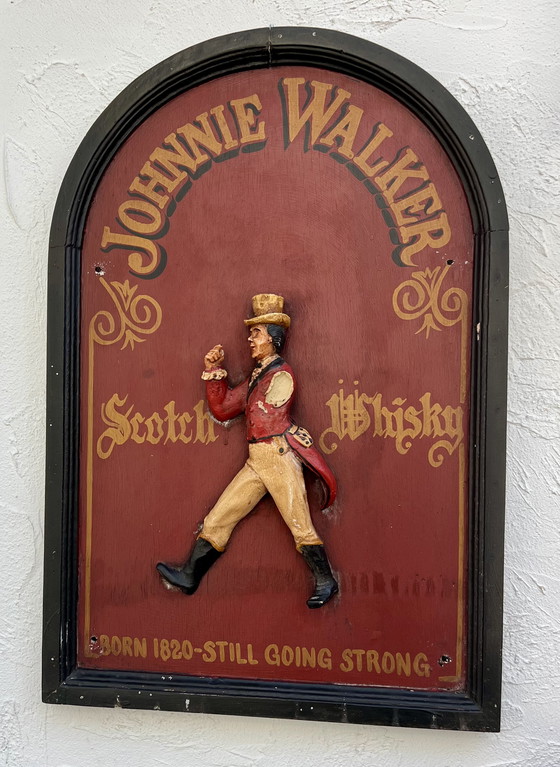 JOHNNIE WALKER
Scotch Whisky
BORN 1820-STILL GOING STRONG